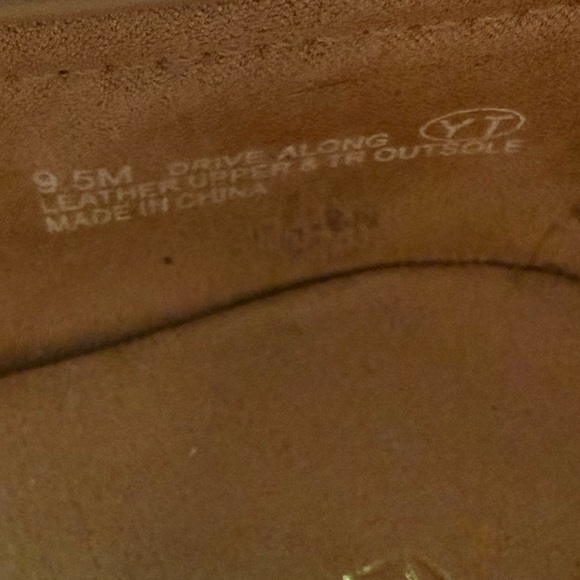 9.5M DRIVE ALONG YT
LEATHER UPPER & TR OUTSOLE
MADE IN CHINA